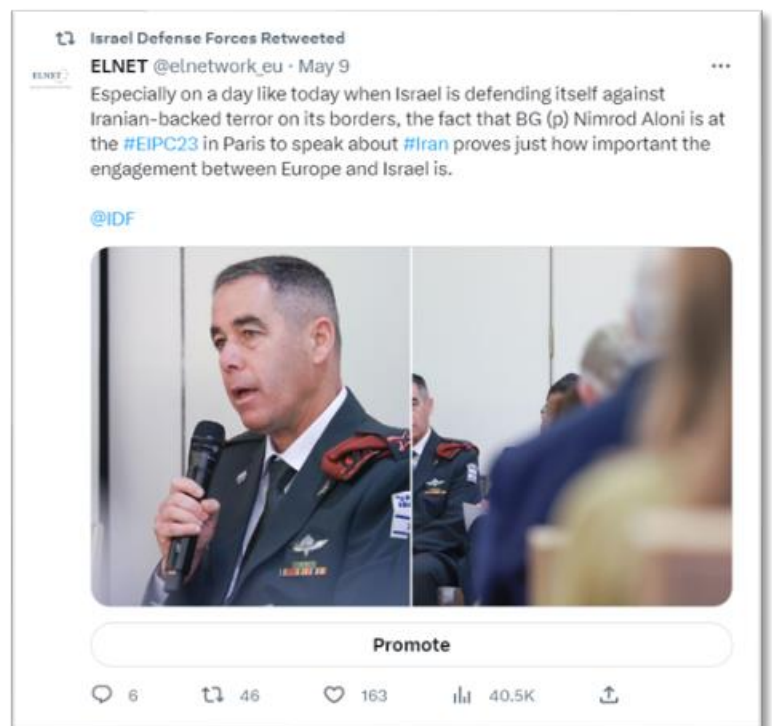 Israel Defense Forces Retweeted
ELNET @elnetwork_eu · May 9
ELNET
Especially on a day like today when Israel is defending itself against
Iranian-backed terror on its borders, the fact that BG (p) Nimrod Aloni is at
the #EIPC23 in Paris to speak about #Iran proves just how important the
engagement between Europe and Israel is.
@IDF
Promote
6 46 163 40.5K